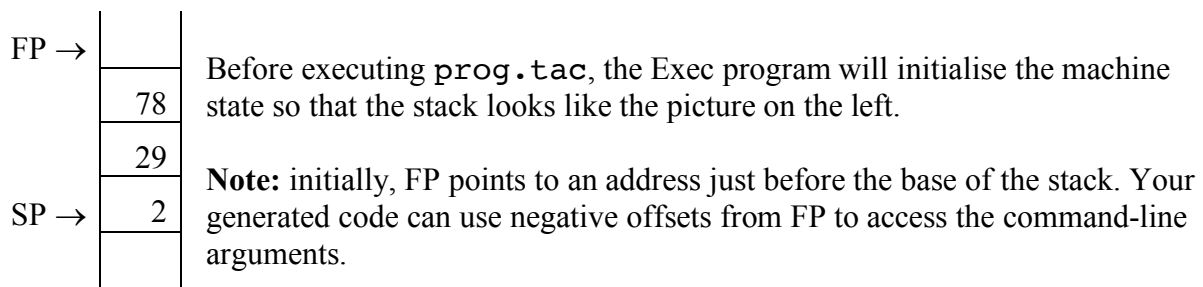 FP →
Before executing prog.tac, the Exec program will initialise the machine
78 state so that the stack looks like the picture on the left.
29
Note: initially, FP points to an address just before the base of the stack. Your
SP → 2 generated code can use negative offsets from FP to access the command-line
arguments.